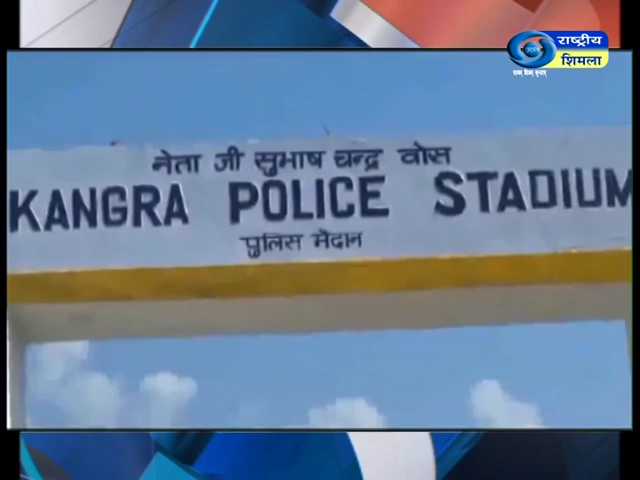 राष्ट्रीय
शिमला
नेता जी सुभाष चन्द्र वोस
KANGRA POLICE STADIUM
पुलिस मैदान